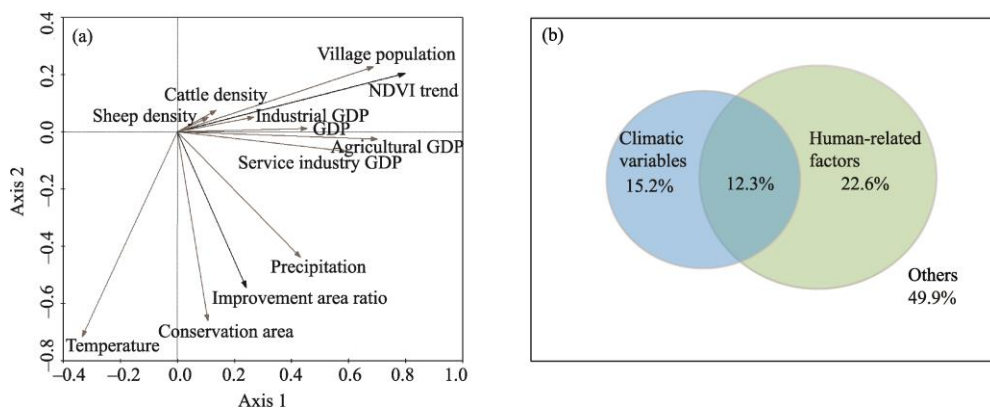 (a)
Village population
NDVI trend
Cattle density
Sheep density
Industrial GDP
GDP
Agricultural GDP
Service industry GDP
Precipitation
Improvement area ratio
Conservation area
Temperature
Axis 2
0.4
0.2
0.0
–0.2
–0.4
–0.6
–0.8
–0.4 –0.2 0.0 0.2 0.4 0.6 0.8 1.0
Axis 1
(b)
Climatic
variables
15.2%
12.3%
Human-related
factors
22.6%
Others
49.9%